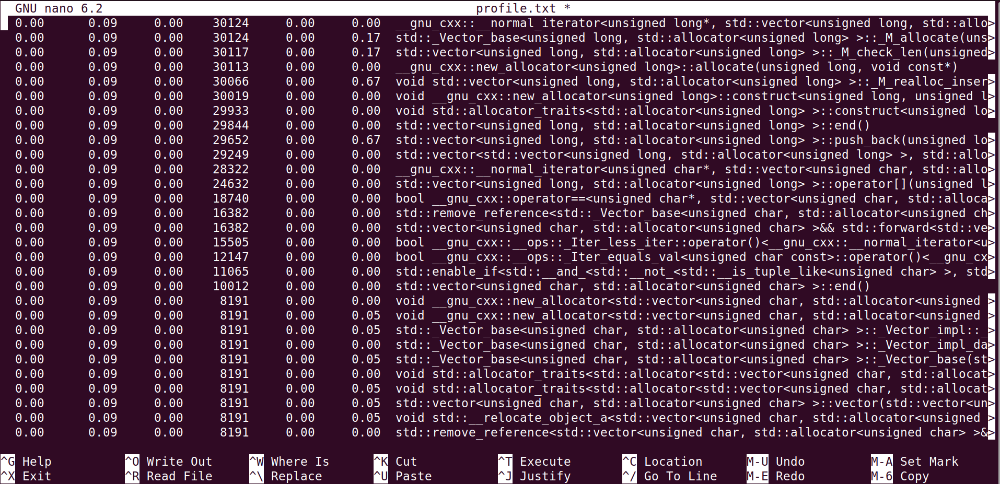 GNU nano 6.2 profile.txt *
0.00 0.09 0.00 30124 0.00 0.00 __gnu_cxx::__normal_iterator<unsigned long*, std::vector<unsigned long, std::allo>
0.00 0.09 0.00 30124 0.00 0.17 std::_Vector_base<unsigned long, std::allocator<unsigned long> >::_M_allocate(uns>
0.00 0.09 0.00 30117 0.00 0.17 std::vector<unsigned long, std::allocator<unsigned long> >::_M_check_len(unsigned>
0.00 0.09 0.00 30113 0.00 0.00 __gnu_cxx::new_allocator<unsigned long>::allocate(unsigned long, void const*)
0.00 0.09 0.00 30066 0.00 0.67 void std::vector<unsigned long, std::allocator<unsigned long> >::_M_realloc_inser>
0.00 0.09 0.00 30019 0.00 0.00 void __gnu_cxx::new_allocator<unsigned long>::construct<unsigned long, unsigned l>
0.00 0.09 0.00 29933 0.00 0.00 void std::allocator_traits<std::allocator<unsigned long> >::construct<unsigned lo>
0.00 0.09 0.00 29844 0.00 0.00 std::vector<unsigned long, std::allocator<unsigned long> >::end()
0.00 0.09 0.00 29652 0.00 0.67 std::vector<unsigned long, std::allocator<unsigned long> >::push_back(unsigned lo>
0.00 0.09 0.00 29249 0.00 0.00 std::vector<std::vector<unsigned long, std::allocator<unsigned long> >, std::allo>
0.00 0.09 0.00 28322 0.00 0.00 __gnu_cxx::__normal_iterator<unsigned char*, std::vector<unsigned char, std::allo>
0.00 0.09 0.00 24632 0.00 0.00 std::vector<unsigned long, std::allocator<unsigned long> >::operator[](unsigned l>
0.00 0.09 0.00 18740 0.00 0.00 bool __gnu_cxx::operator==<unsigned char*, std::vector<unsigned char, std::alloca>
0.00 0.09 0.00 16382 0.00 0.00 std::remove_reference<std::_Vector_base<unsigned char, std::allocator<unsigned ch>
0.00 0.09 0.00 16382 0.00 0.00 std::vector<unsigned char, std::allocator<unsigned char> >&& std::forward<std::ve>
0.00 0.09 0.00 15505 0.00 0.00 bool __gnu_cxx::__ops::_Iter_less_iter::operator()<__gnu_cxx::__normal_iterator<u>
0.00 0.09 0.00 12147 0.00 0.00 bool __gnu_cxx::__ops::_Iter_equals_val<unsigned char const>::operator()<__gnu_cx>
0.00 0.09 0.00 11065 0.00 0.00 std::enable_if<std::__and_<std::__not_<std::__is_tuple_like<unsigned char> >, std>
0.00 0.09 0.00 10012 0.00 0.00 std::vector<unsigned char, std::allocator<unsigned char> >::end()
0.00 0.09 0.00 8191 0.00 0.00 void __gnu_cxx::new_allocator<std::vector<unsigned char, std::allocator<unsigned >
0.00 0.09 0.00 8191 0.00 0.05 void __gnu_cxx::new_allocator<std::vector<unsigned char, std::allocator<unsigned >
0.00 0.09 0.00 8191 0.00 0.05 std::_Vector_base<unsigned char, std::allocator<unsigned char> >::_Vector_impl::_>
0.00 0.09 0.00 8191 0.00 0.00 std::_Vector_base<unsigned char, std::allocator<unsigned char> >::_Vector_impl_da>
0.00 0.09 0.00 8191 0.00 0.05 std::_Vector_base<unsigned char, std::allocator<unsigned char> >::_Vector_base(st>
0.00 0.09 0.00 8191 0.00 0.00 void std::allocator_traits<std::allocator<std::vector<unsigned char, std::allocat>
0.00 0.09 0.00 8191 0.00 0.05 void std::allocator_traits<std::allocator<std::vector<unsigned char, std::allocat>
0.00 0.09 0.00 8191 0.00 0.05 std::vector<unsigned char, std::allocator<unsigned char> >::vector(std::vector<un>
0.00 0.09 0.00 8191 0.00 0.05 void std::__relocate_object_a<std::vector<unsigned char, std::allocator<unsigned >
0.00 0.09 0.00 8191 0.00 0.00 std::remove_reference<std::vector<unsigned char, std::allocator<unsigned char> >&>
^G Help ^O Write Out ^W Where Is ^K Cut ^T Execute ^C Location M-U Undo M-A Set Mark
^X Exit ^R Read File ^\ Replace ^U Paste ^J Justify ^/ Go To Line M-E Redo M-6 Copy